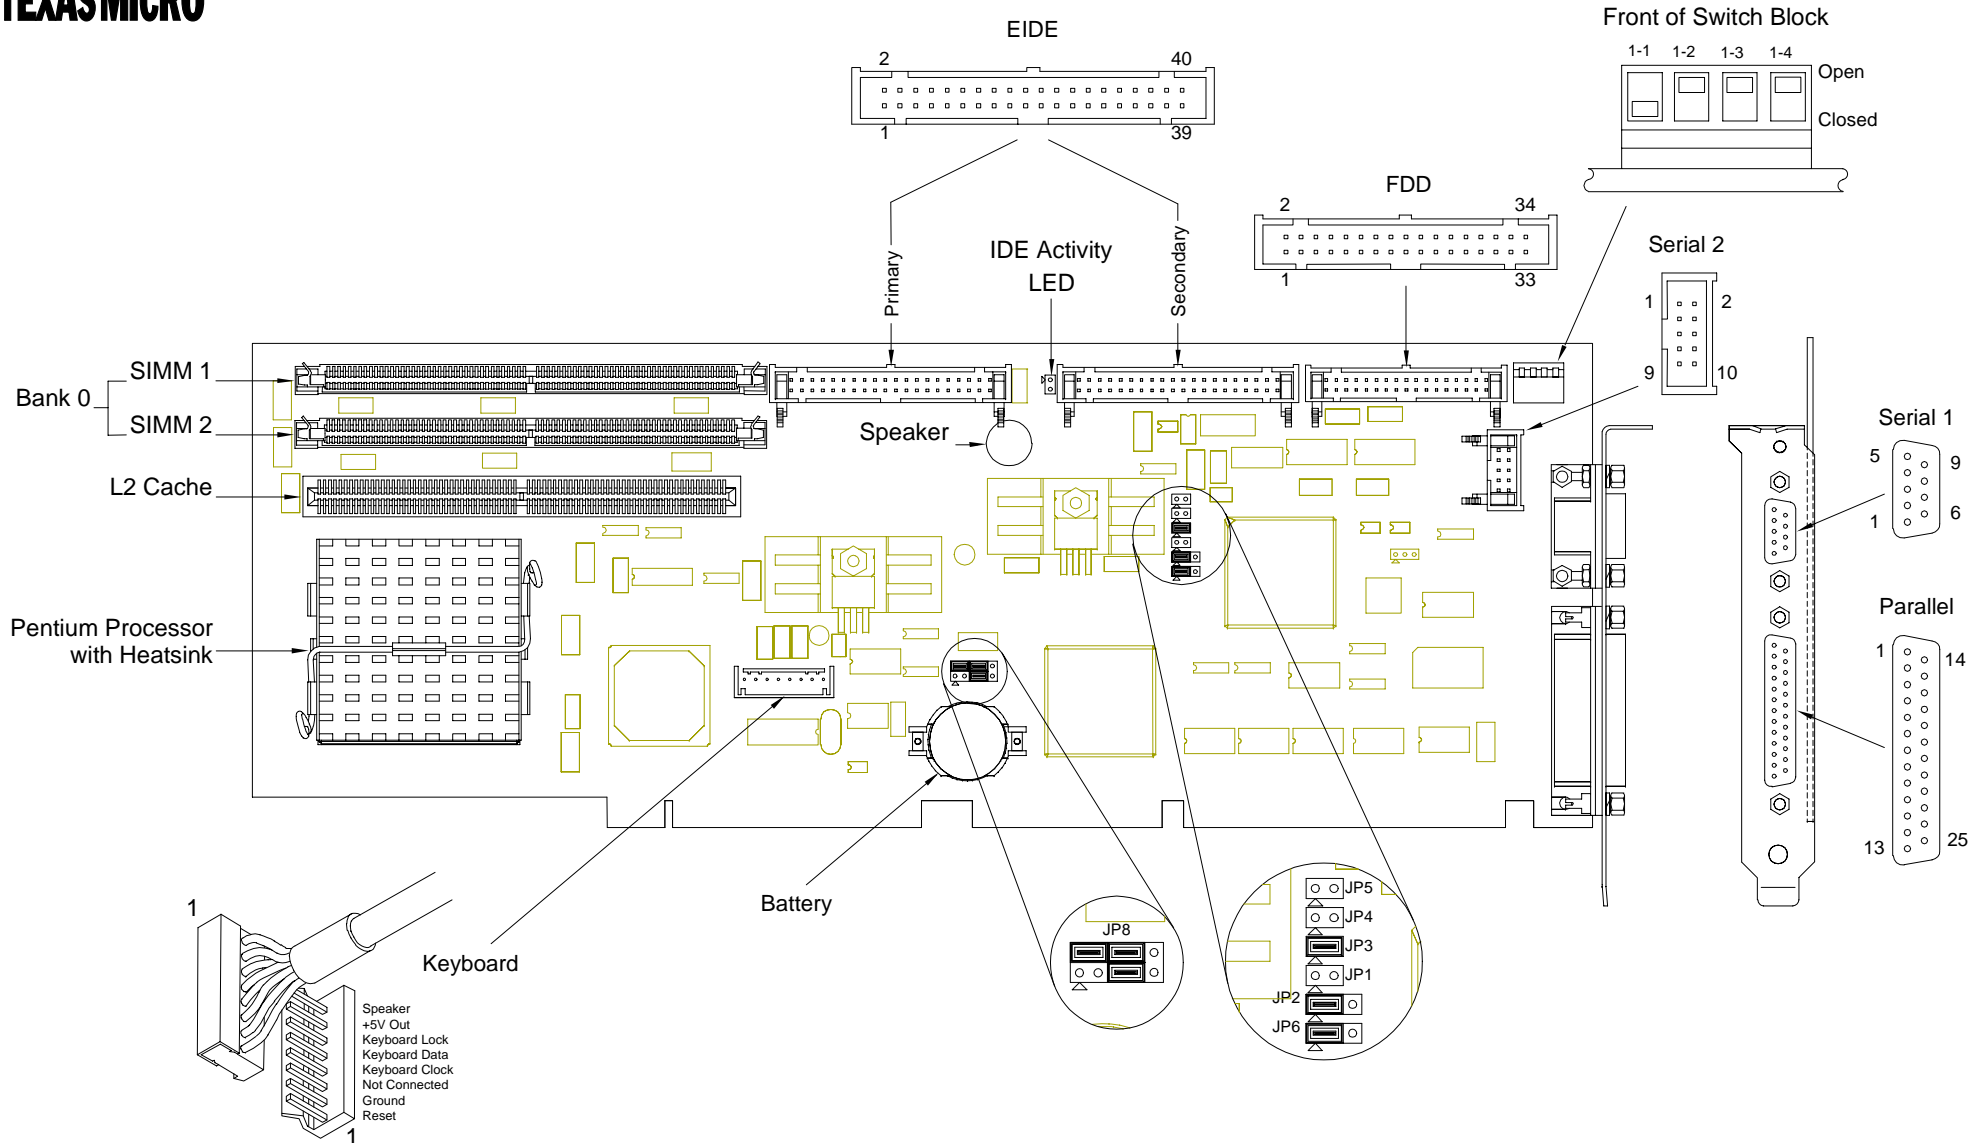 TEXAS MICRO
Front of Switch Block
1-1 1-2 1-3 1-4
Open
Closed
EIDE
2 40
1 39
FDD
2 34
1 33
Serial 2
1 2
9 10
IDE Activity
LED
Primary
Secondary
Bank 0
SIMM 1
SIMM 2
L2 Cache
Speaker
Pentium Processor
with Heatsink
Serial 1
5 9
1 6
Parallel
1 14
13 25
Battery
Keyboard
JP8
JP5
JP4
JP3
JP1
JP2
JP6
1
Speaker
+5V Out
Keyboard Lock
Keyboard Data
Keyboard Clock
Not Connected
Ground
Reset
1